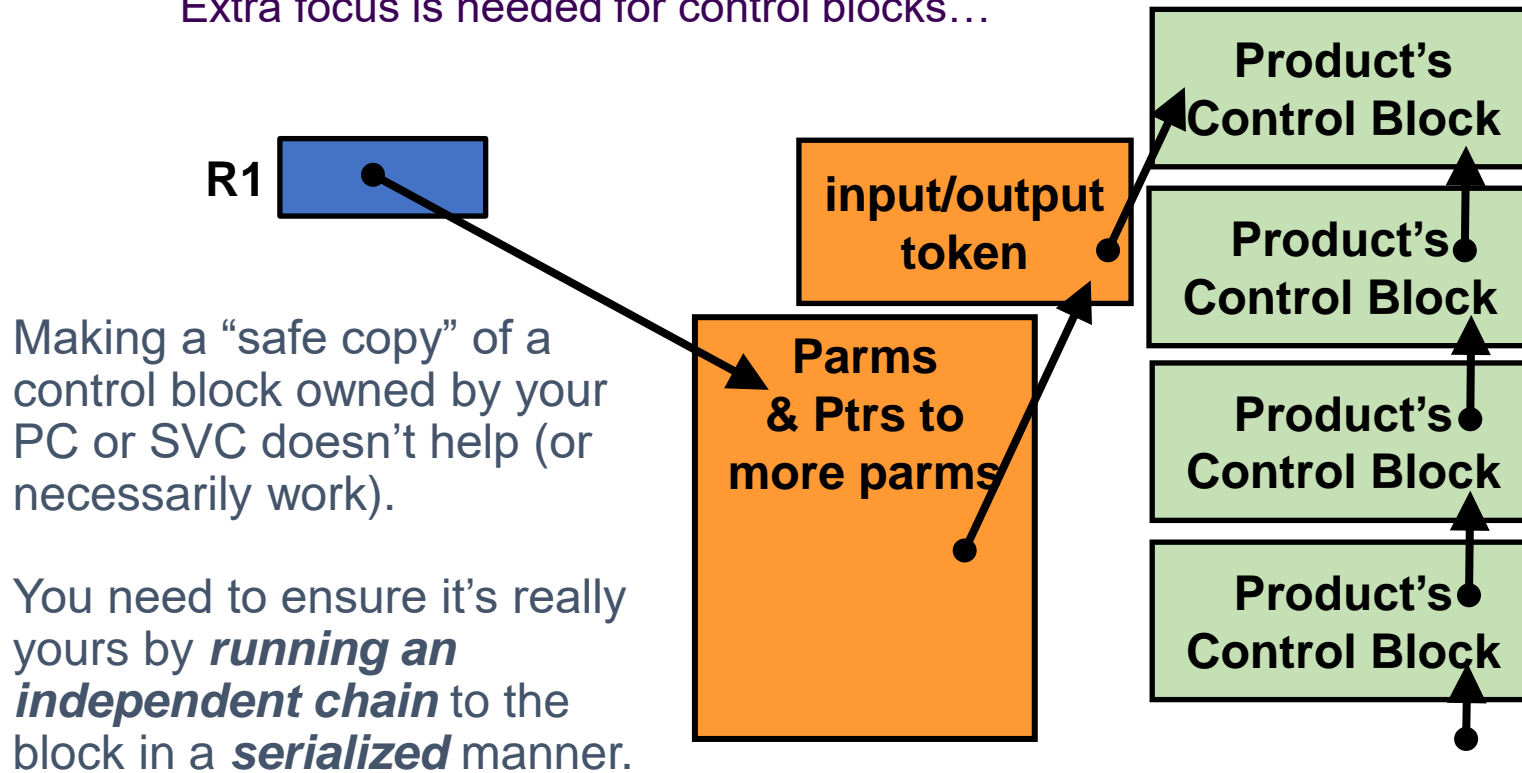 Extra focus is needed for control blocks…
R1
input/output
token
Parms
& Ptrs to
more parms
Product’s
Control Block
Product’s
Control Block
Product’s
Control Block
Product’s
Control Block
Making a “safe copy” of a
control block owned by your
PC or SVC doesn’t help (or
necessarily work).
You need to ensure it’s really
yours by running an
independent chain to the
block in a serialized manner.